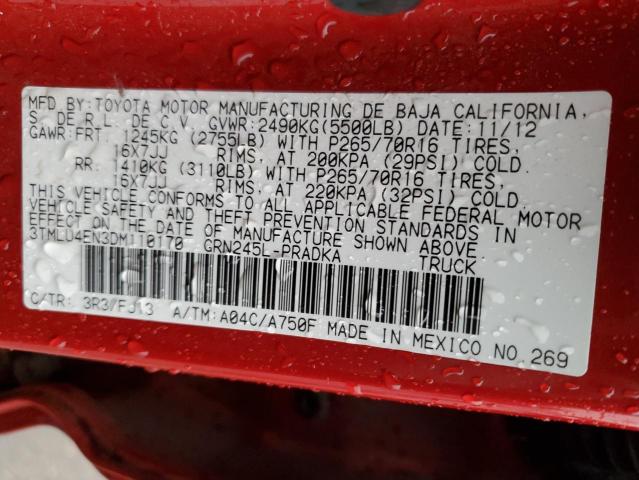 MFD.BY:TOYOTA MOTOR MANUFACTURING DE BAJA CALIFORNIA,
S. DE R.L. DE C.V. GVWR:2490KG(5500LB) DATE:11/12
GAWR:FRT. 1245KG (2755LB) WITH P265/70R16 TIRES,
16X7JJ RIMS, AT 200KPA (29PSI) COLD.
RR: 1410KG (3110LB) WITH P265/70R16 TIRES,
16X7JJ RIMS, AT 220KPA (32PSI) COLD.
THIS VEHICLE CONFORMS TO ALL APPLICABLE FEDERAL MOTOR
VEHICLE SAFETY AND THEFT PREVENTION STANDARDS IN
EFFECT ON THE DATE OF MANUFACTURE SHOWN ABOVE.
3TMLU4EN3DM110170 GRN245L-PRADKA TRUCK
C/TR: 3R3/FJ13 A/TM:A04C/A750F MADE IN MEXICO NO.269